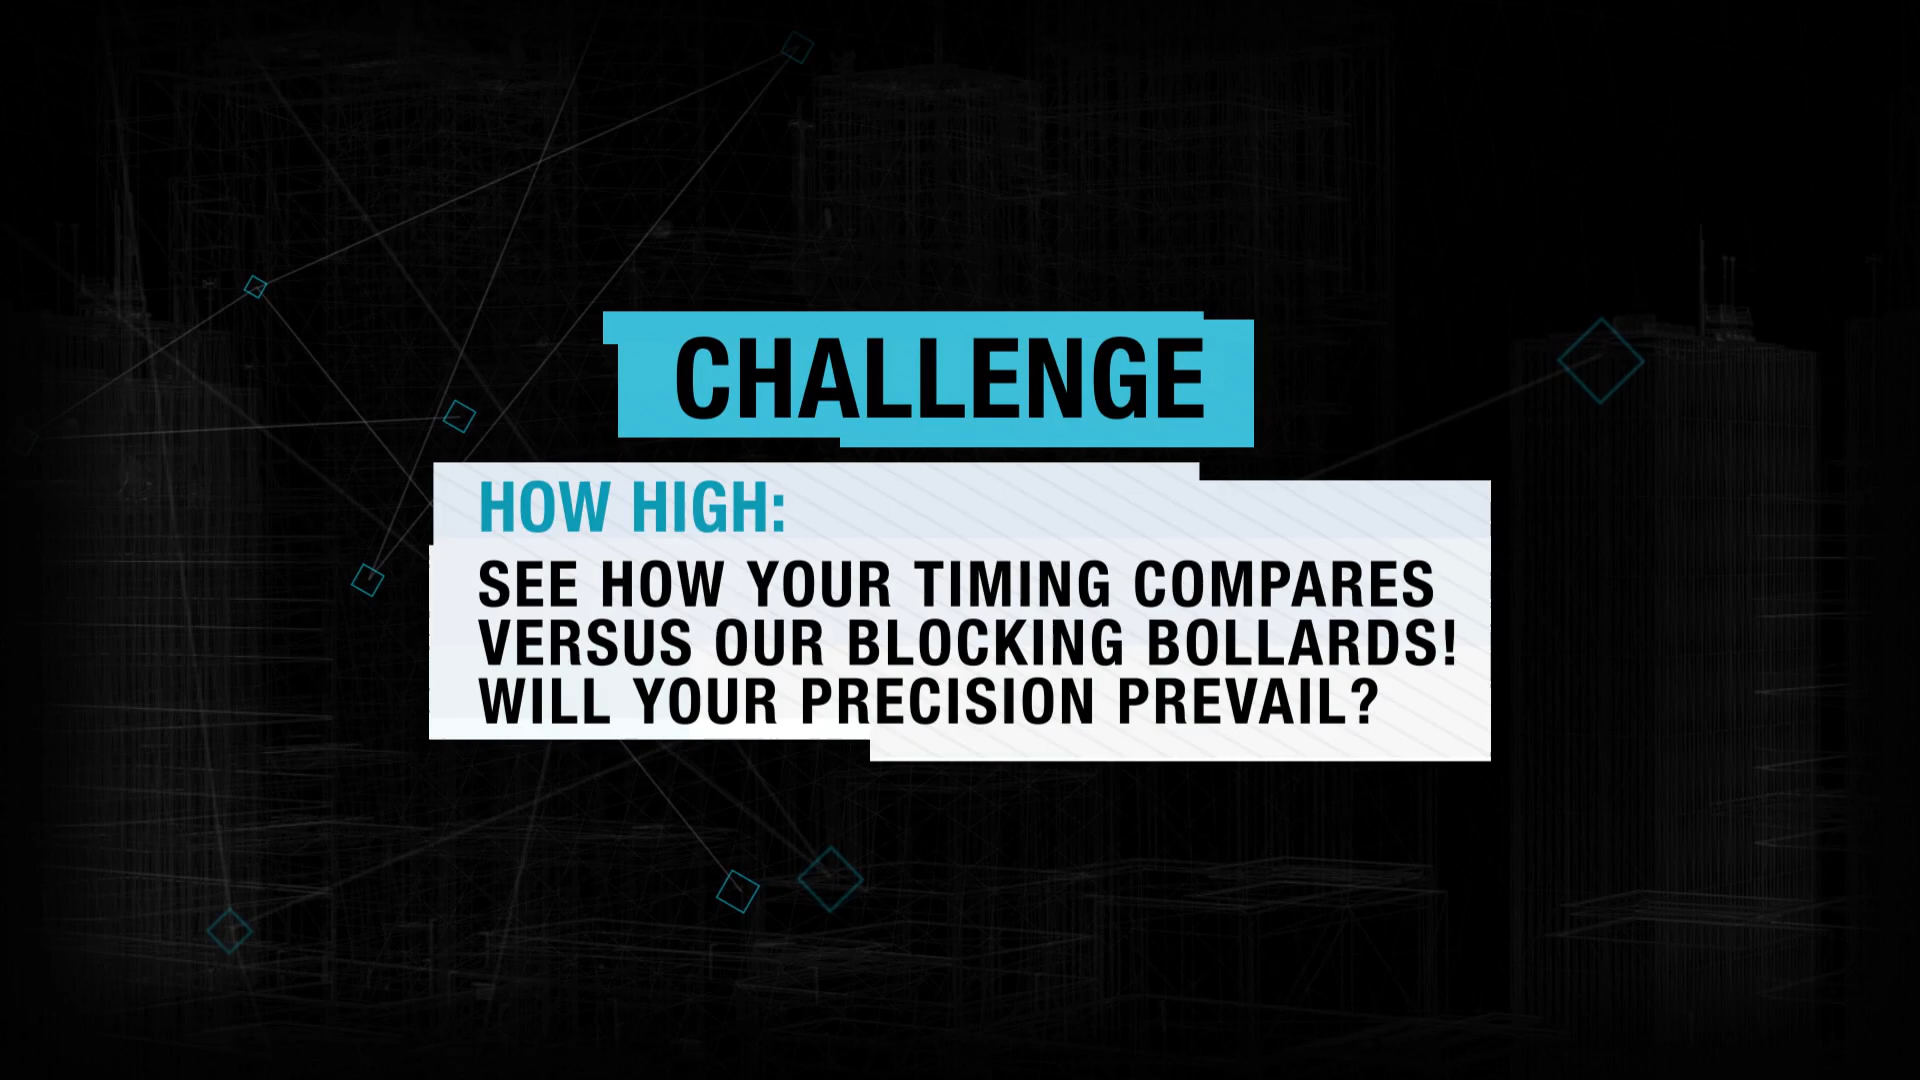 CHALLENGE
HOW HIGH:
SEE HOW YOUR TIMING COMPARES
VERSUS OUR BLOCKING BOLLARDS!
WILL YOUR PRECISION PREVAIL?